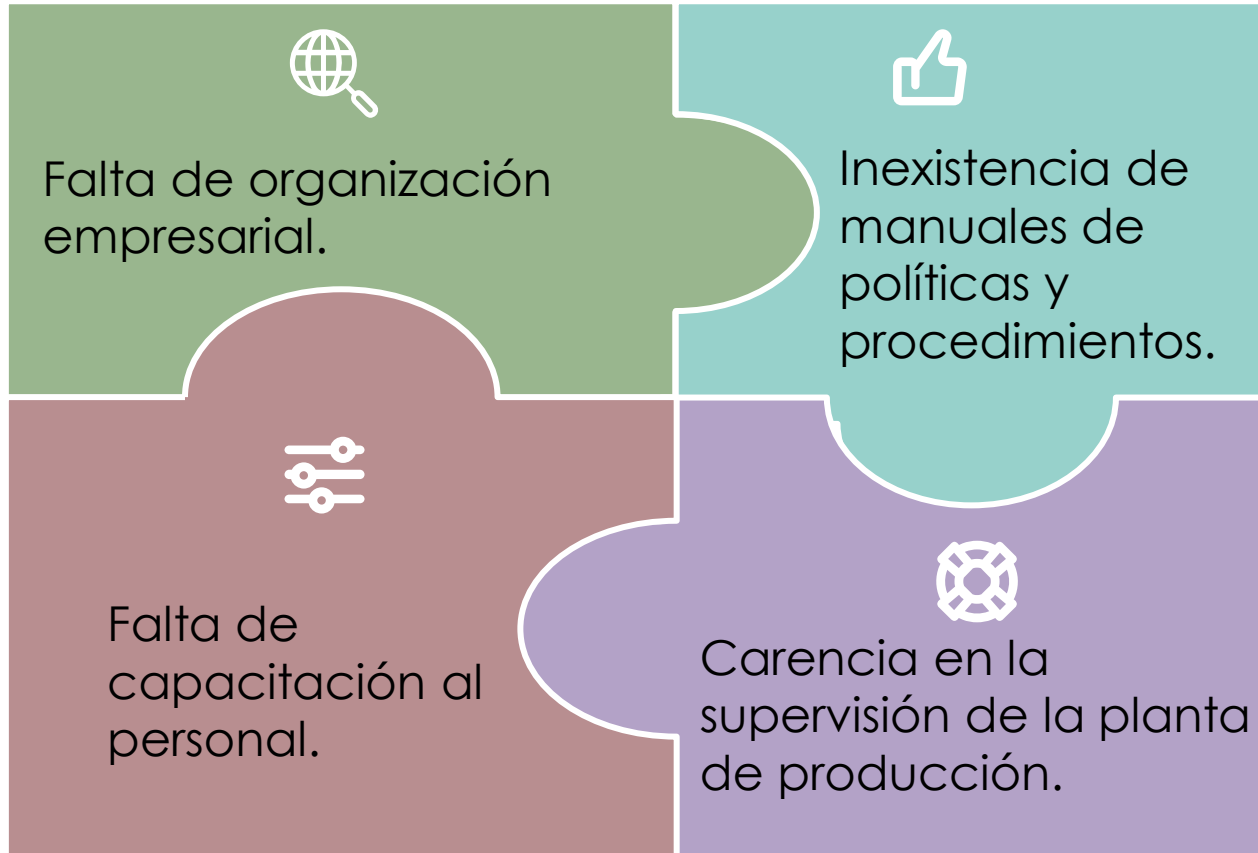 Falta de organización
empresarial.
Inexistencia de
manuales de
políticas y
procedimientos.
Falta de
capacitación al
personal.
Carencia en la
supervisión de la planta
de producción.